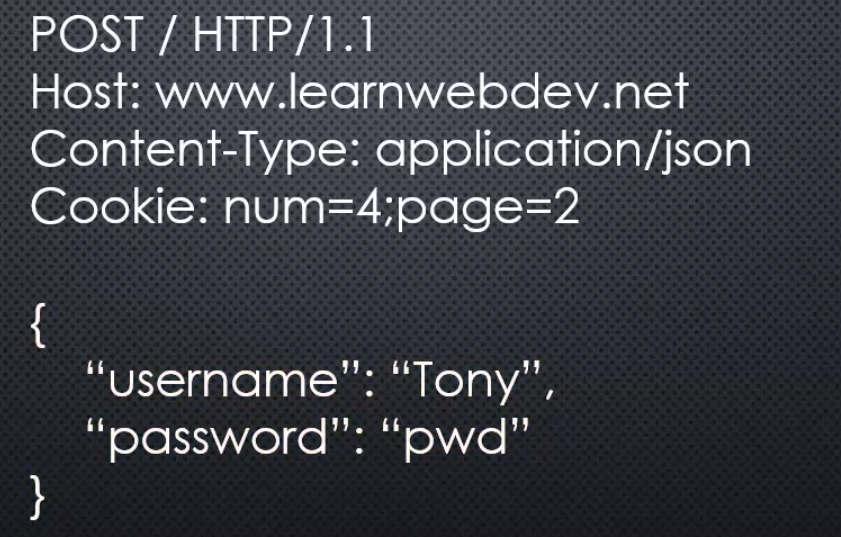 POST / HTTP/1.1
Host: www.learnwebdev.net
Content-Type: application/json
Cookie: num=4;page=2
{
“username”: “Tony”,
“password”: “pwd”
}